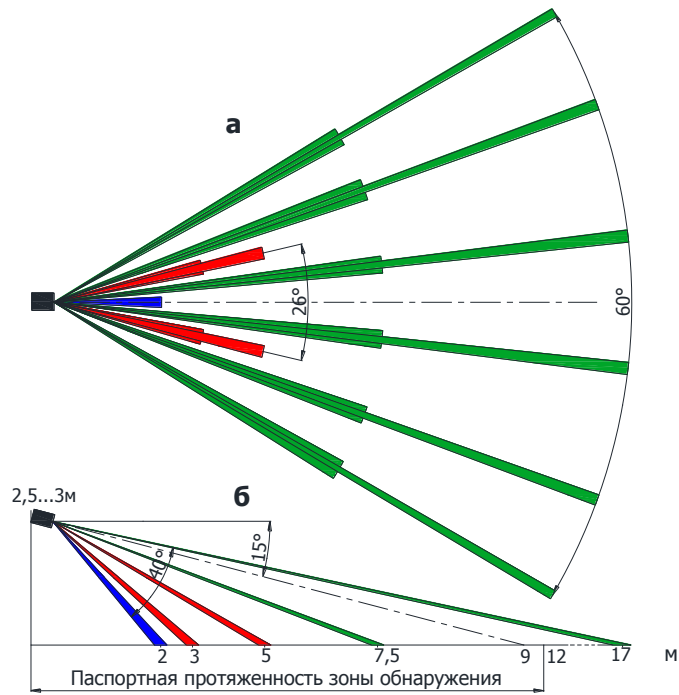 а
26°
60°
б
2,5...3м
15°
40°
2 3 5 7,5 9 12 17 м
Паспортная протяженность зоны обнаружения